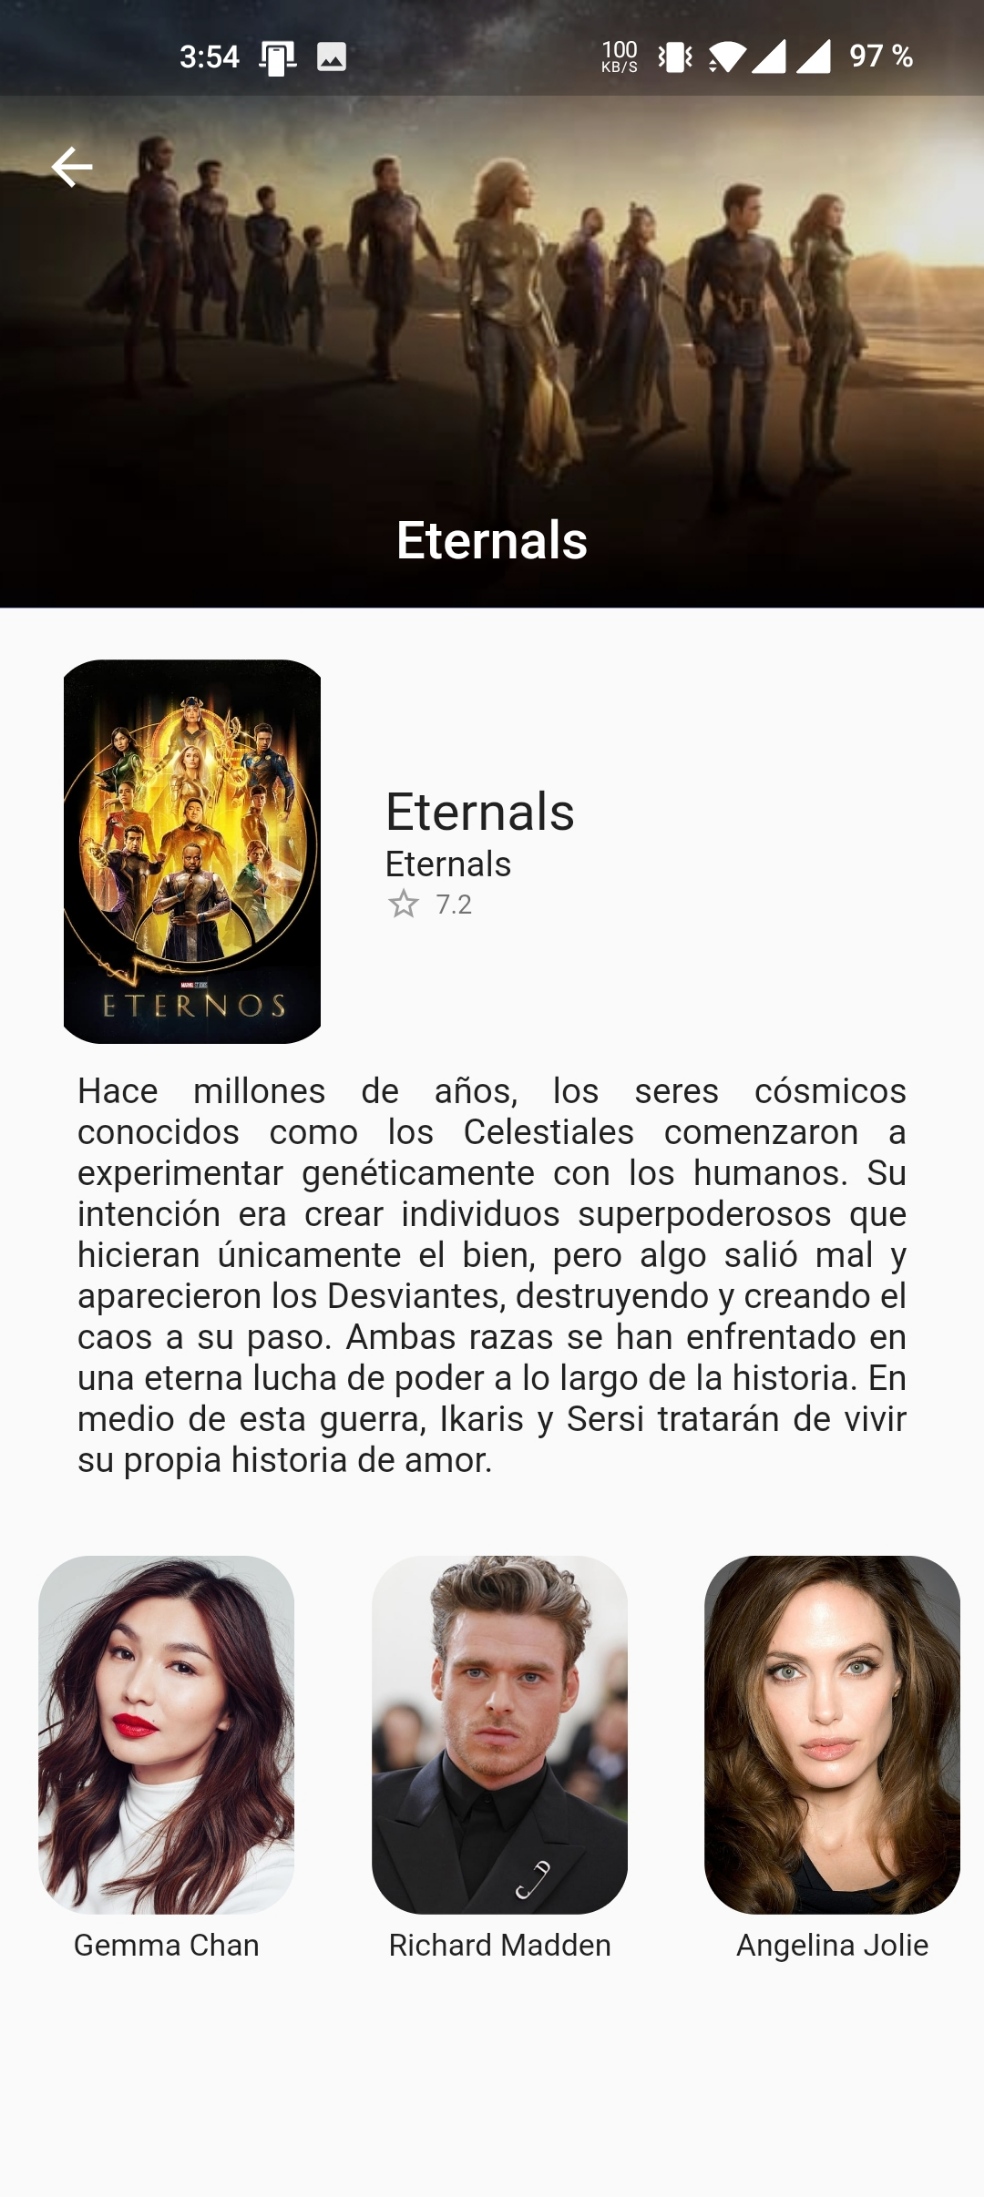 3:54
100
KB/S
97 %
Eternals
ETERNOS
Eternals
Eternals
7.2
Hace millones de años, los seres cósmicos
conocidos como los Celestiales comenzaron a
experimentar genéticamente con los humanos. Su
intención era crear individuos superpoderosos que
hicieran únicamente el bien, pero algo salió mal y
aparecieron los Desviantes, destruyendo y creando el
caos a su paso. Ambas razas se han enfrentado en
una eterna lucha de poder a lo largo de la historia. En
medio de esta guerra, Ikaris y Sersi tratarán de vivir
su propia historia de amor.
Gemma Chan
Richard Madden
Angelina Jolie